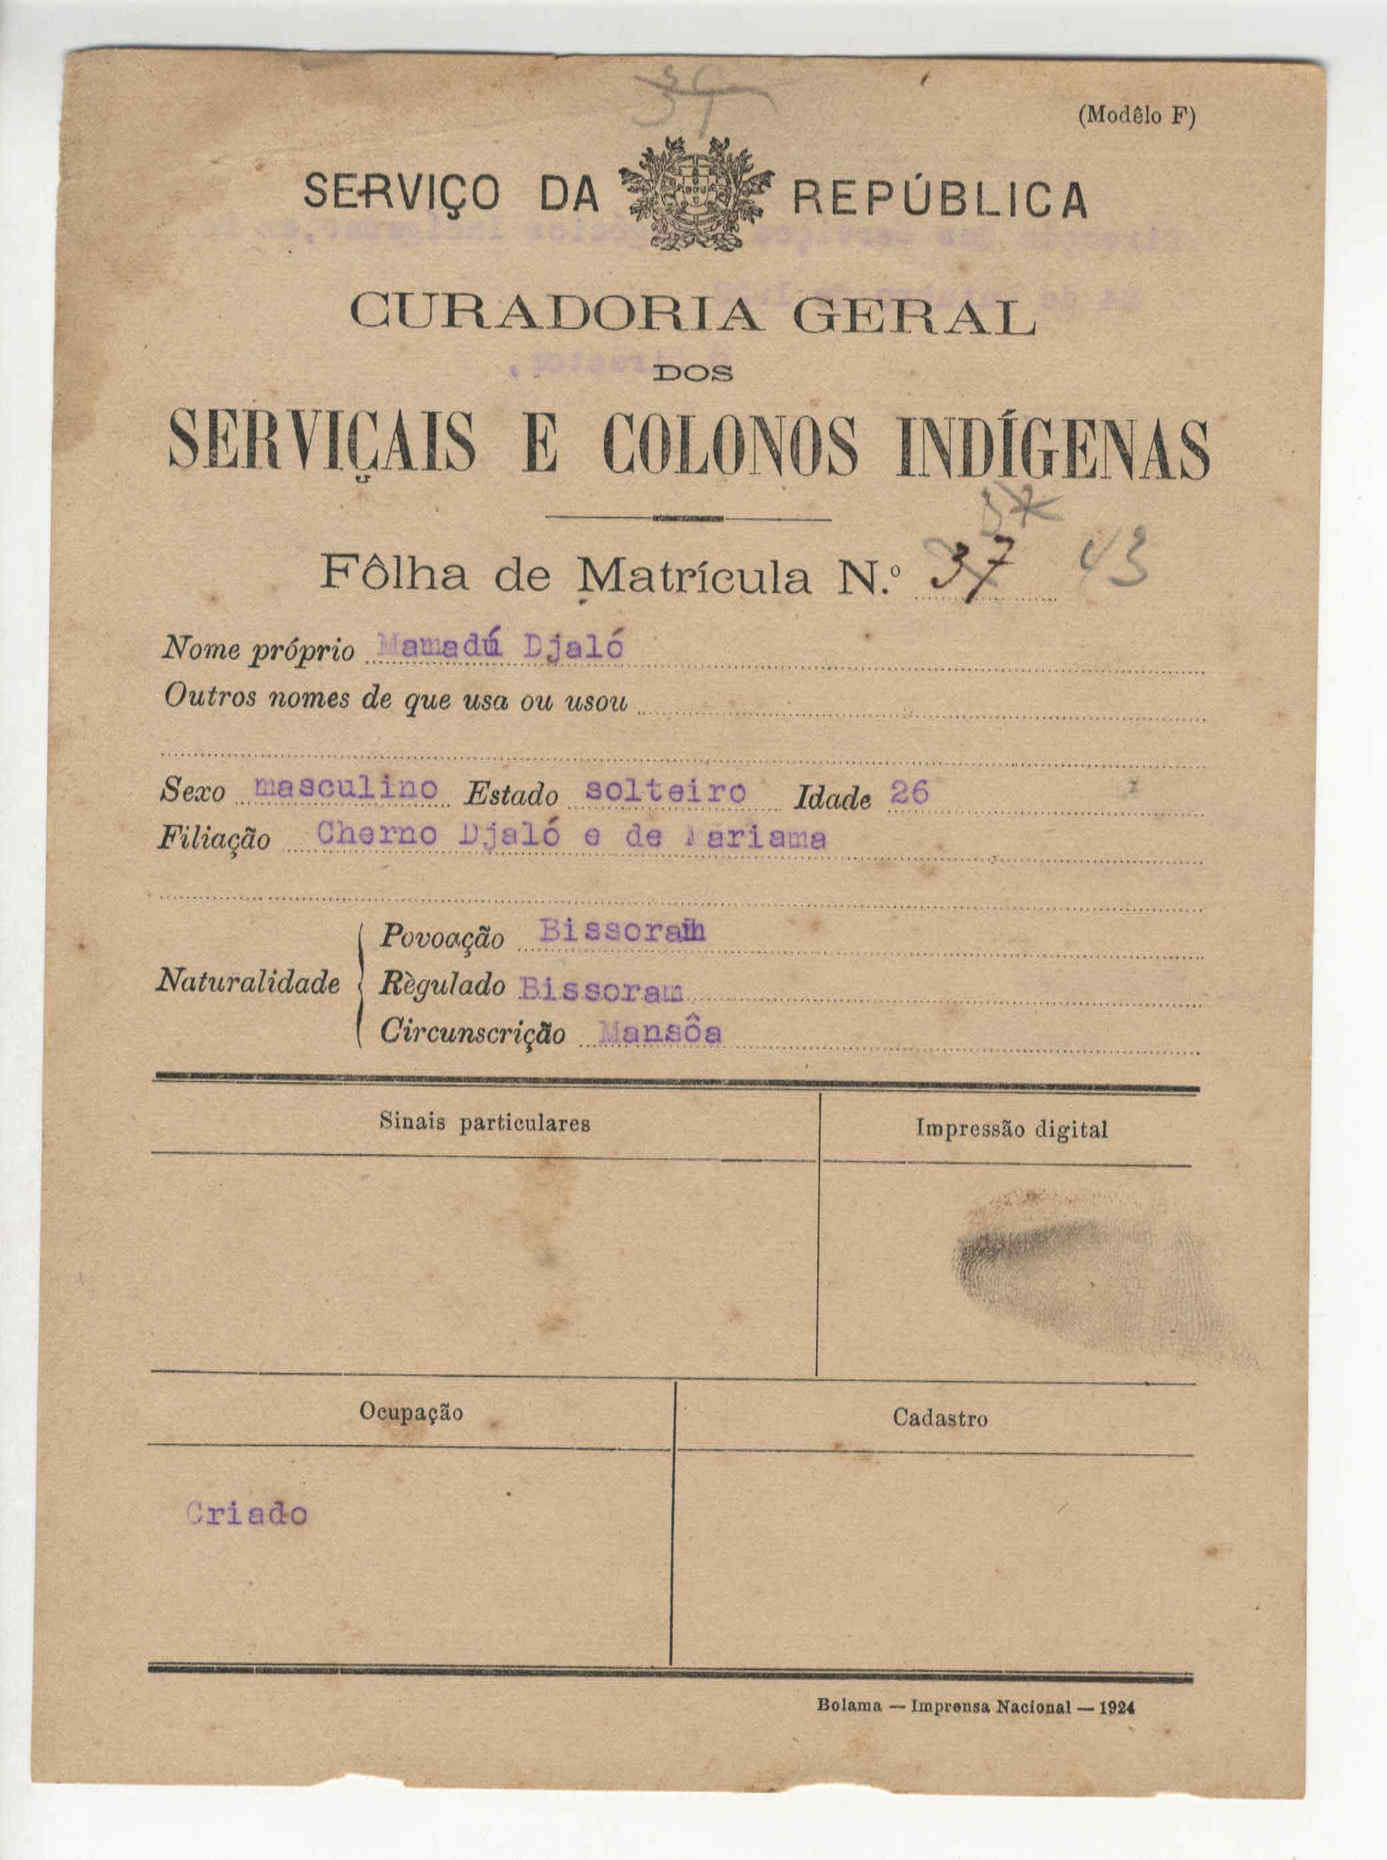 (Modêlo F)
SERVIÇO DA REPÚBLICA
CURADORIA GERAL
DOS
SERVIÇAIS E COLONOS INDÍGENAS
Fôlha de Matrícula N.º 37 43
Nome próprio Mamadú Djaló
Outros nomes de que usa ou usou
Sexo masculino Estado solteiro Idade 26
Filiação Cherno Djaló e de Mariama
Povoação Bissoram
Naturalidade Règulado Bissoram
Circunscrição Mansôa
Sinais particulares Impressão digital
Ocupação Cadastro
Criado
Bolama — Imprensa Nacional — 1924